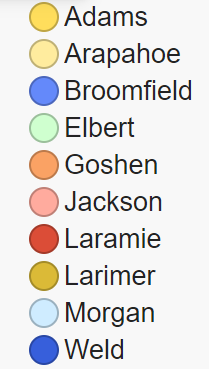 Adams
Arapahoe
Broomfield
Elbert
Goshen
Jackson
Laramie
Larimer
Morgan
Weld